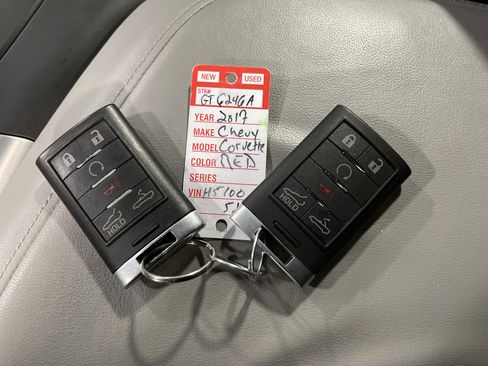 NEW USED
STK# GT6246A
YEAR 2017
MAKE Chevy
MODEL Corvette
COLOR RED
SERIES
VIN H5100
HOLD
HOLD